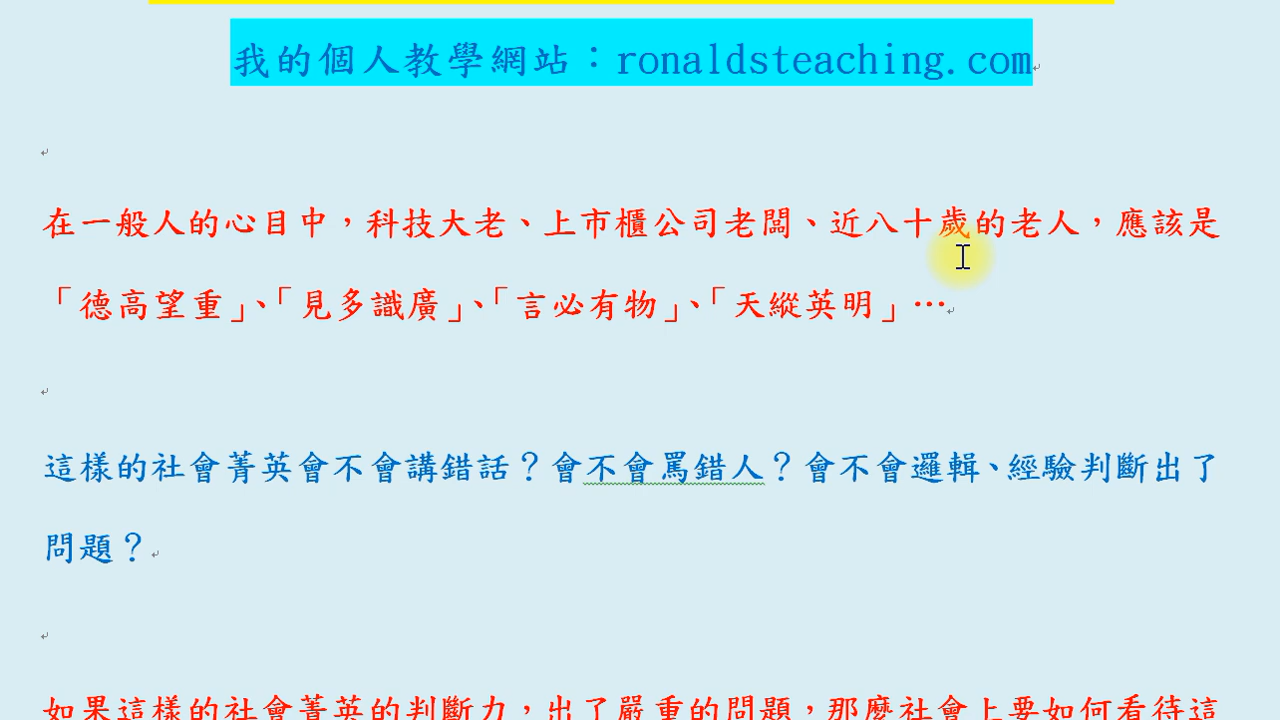 我的個人教學網站：ronaldsteaching.com
在一般人的心目中，科技大老、上市櫃公司老闆、近八十歲的老人，應該是
「德高望重」、「見多識廣」、「言必有物」、「天縱英明」…
這樣的社會菁英會不會講錯話？會不會罵錯人？會不會邏輯、經驗判斷出了
問題？
如果這樣的社會菁英的判斷力，出了嚴重的問題，那麼社會上要如何看待這